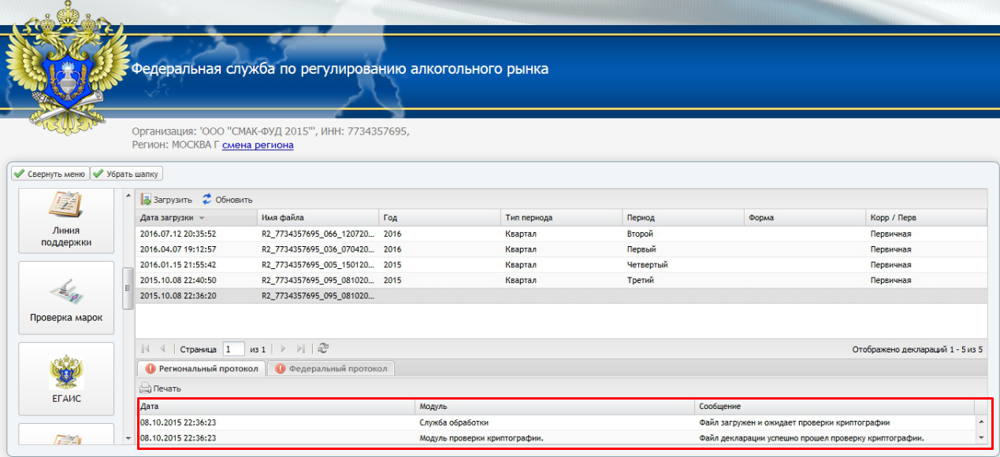 Федеральная служба по регулированию алкогольного рынка
Организация: 'ООО "СМАК-ФУД 2015"', ИНН: 7734357695,
Регион: МОСКВА Г смена региона
Свернуть меню Убрать шапку
Линия
поддержки
Проверка марок
ЕГАИС
Загрузить Обновить
Дата загрузки Имя файла Год Тип периода Период Форма Корр / Перв
2016.07.12 20:35:52 R2_7734357695_066_120720... 2016 Квартал Второй Первичная
2016.04.07 19:12:57 R2_7734357695_036_070420... 2016 Квартал Первый Первичная
2016.01.15 21:55:42 R2_7734357695_005_150120... 2015 Квартал Четвертый Первичная
2015.10.08 22:40:50 R2_7734357695_095_081020... 2015 Квартал Третий Первичная
2015.10.08 22:36:20 R2_7734357695_095_081020...
Страница 1 из 1 Отображено деклараций 1 - 5 из 5
Региональный протокол Федеральный протокол
Печать
Дата Модуль Сообщение
08.10.2015 22:36:23 Служба обработки Файл загружен и ожидает проверки криптографии
08.10.2015 22:36:23 Модуль проверки криптографии. Файл декларации успешно прошел проверку криптографии.